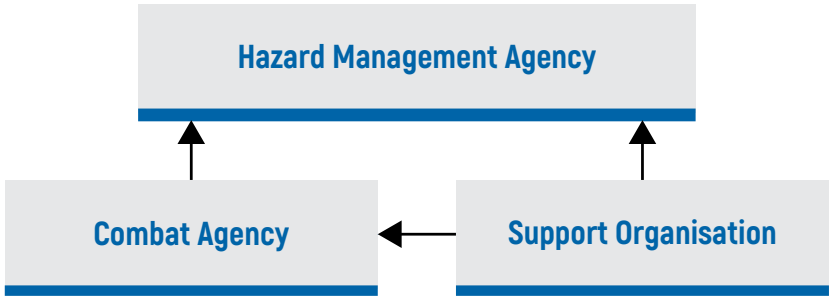 Hazard Management Agency
Combat Agency
Support Organisation